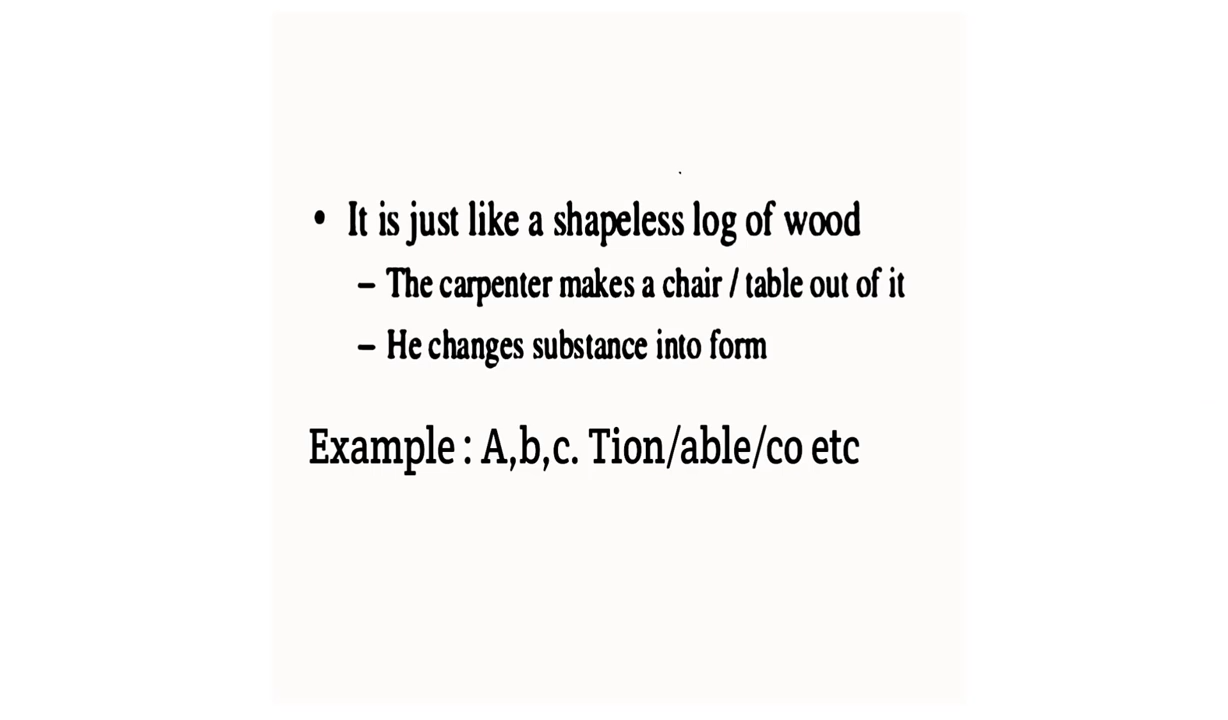 • It is just like a shapeless log of wood
– The carpenter makes a chair / table out of it
– He changes substance into form
Example : A,b,c. Tion/able/co etc